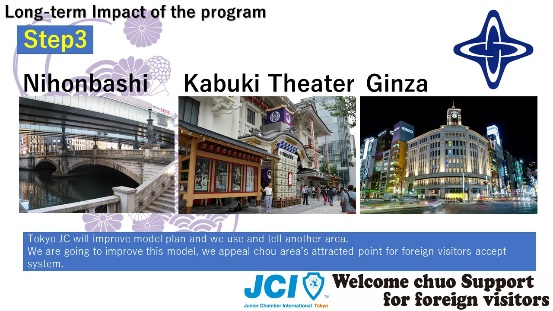 Long-term Impact of the program
Step3
Nihonbashi
Kabuki Theater
Ginza
Tokyo JC will improve model plan and we use and tell another area.
We are going to improve this model, we appeal chou area's attracted point for foreign visitors accept
system.
JCI
Junior Chamber International Tokyo
Welcome chuo Support
for foreign visitors